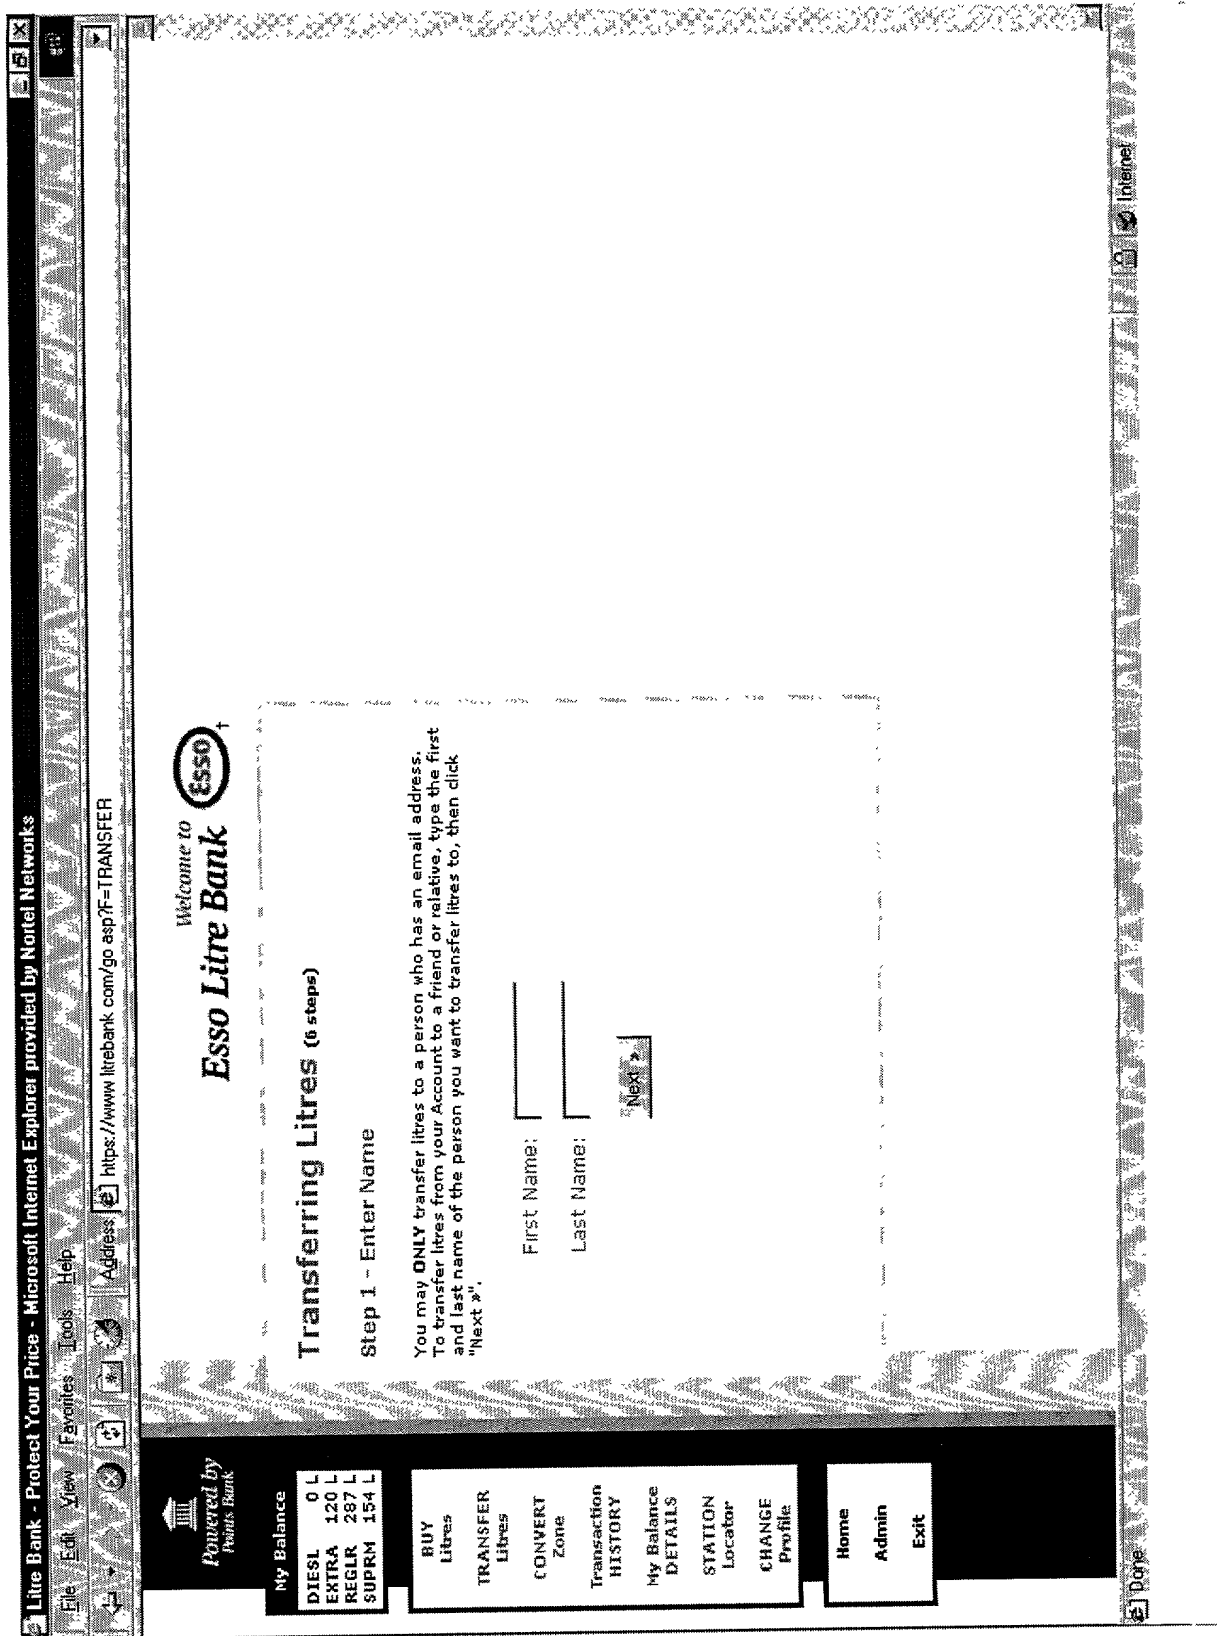 Litre Bank - Protect Your Price - Microsoft Internet Explorer provided by Nortel Networks
File Edit View Favorites Tools Help
Address https://www litrebank com/go asp?F=TRANSFER
Powered by
Points Bank
Welcome to
Esso Litre Bank Esso †
My Balance
DIESL 0 L
EXTRA 120 L
REGLR 287 L
SUPRM 154 L
BUY
Litres
TRANSFER
Litres
CONVERT
Zone
Transaction
HISTORY
My Balance
DETAILS
STATION
Locator
CHANGE
Profile
Home
Admin
Exit
Transferring Litres (6 steps)
Step 1 - Enter Name
You may ONLY transfer litres to a person who has an email address.
To transfer litres from your Account to a friend or relative, type the first
and last name of the person you want to transfer litres to, then click
"Next »".
First Name:
Last Name:
Next »
Done
Internet